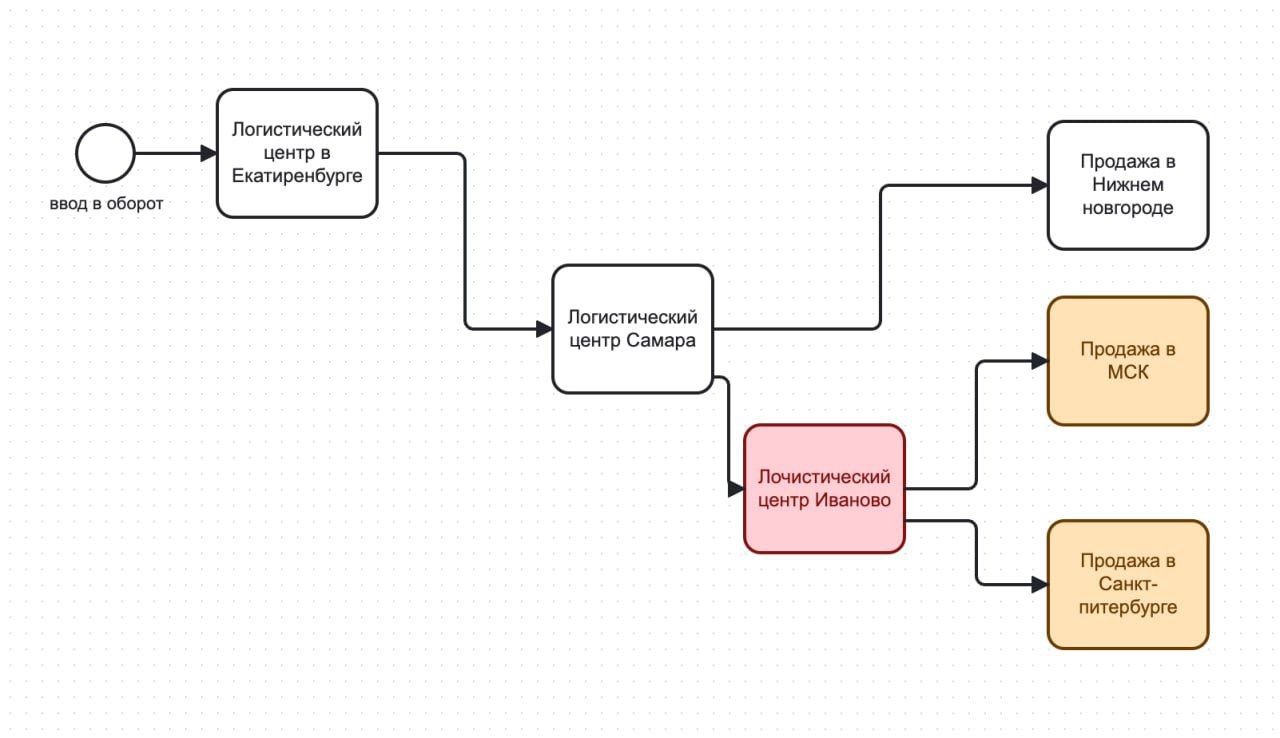 ввод в оборот
Логистический
центр в
Екатиренбурге
Логистический
центр Самара
Лочистический
центр Иваново
Продажа в
Нижнем
новгороде
Продажа в
МСК
Продажа в
Санкт-
питербурге